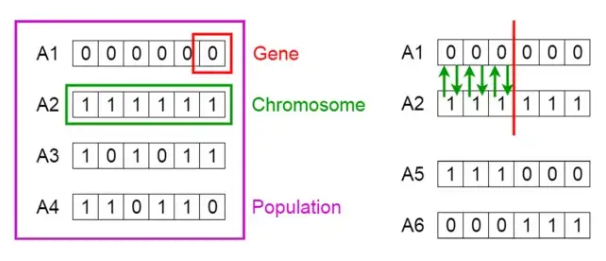 A1 0 0 0 0 0 0 Gene
A2 1 1 1 1 1 1 Chromosome
A3 1 0 1 0 1 1
A4 1 1 0 1 1 0 Population
A1 0 0 0 0 0 0
A2 1 1 1 1 1 1
A5 1 1 1 0 0 0
A6 0 0 0 1 1 1